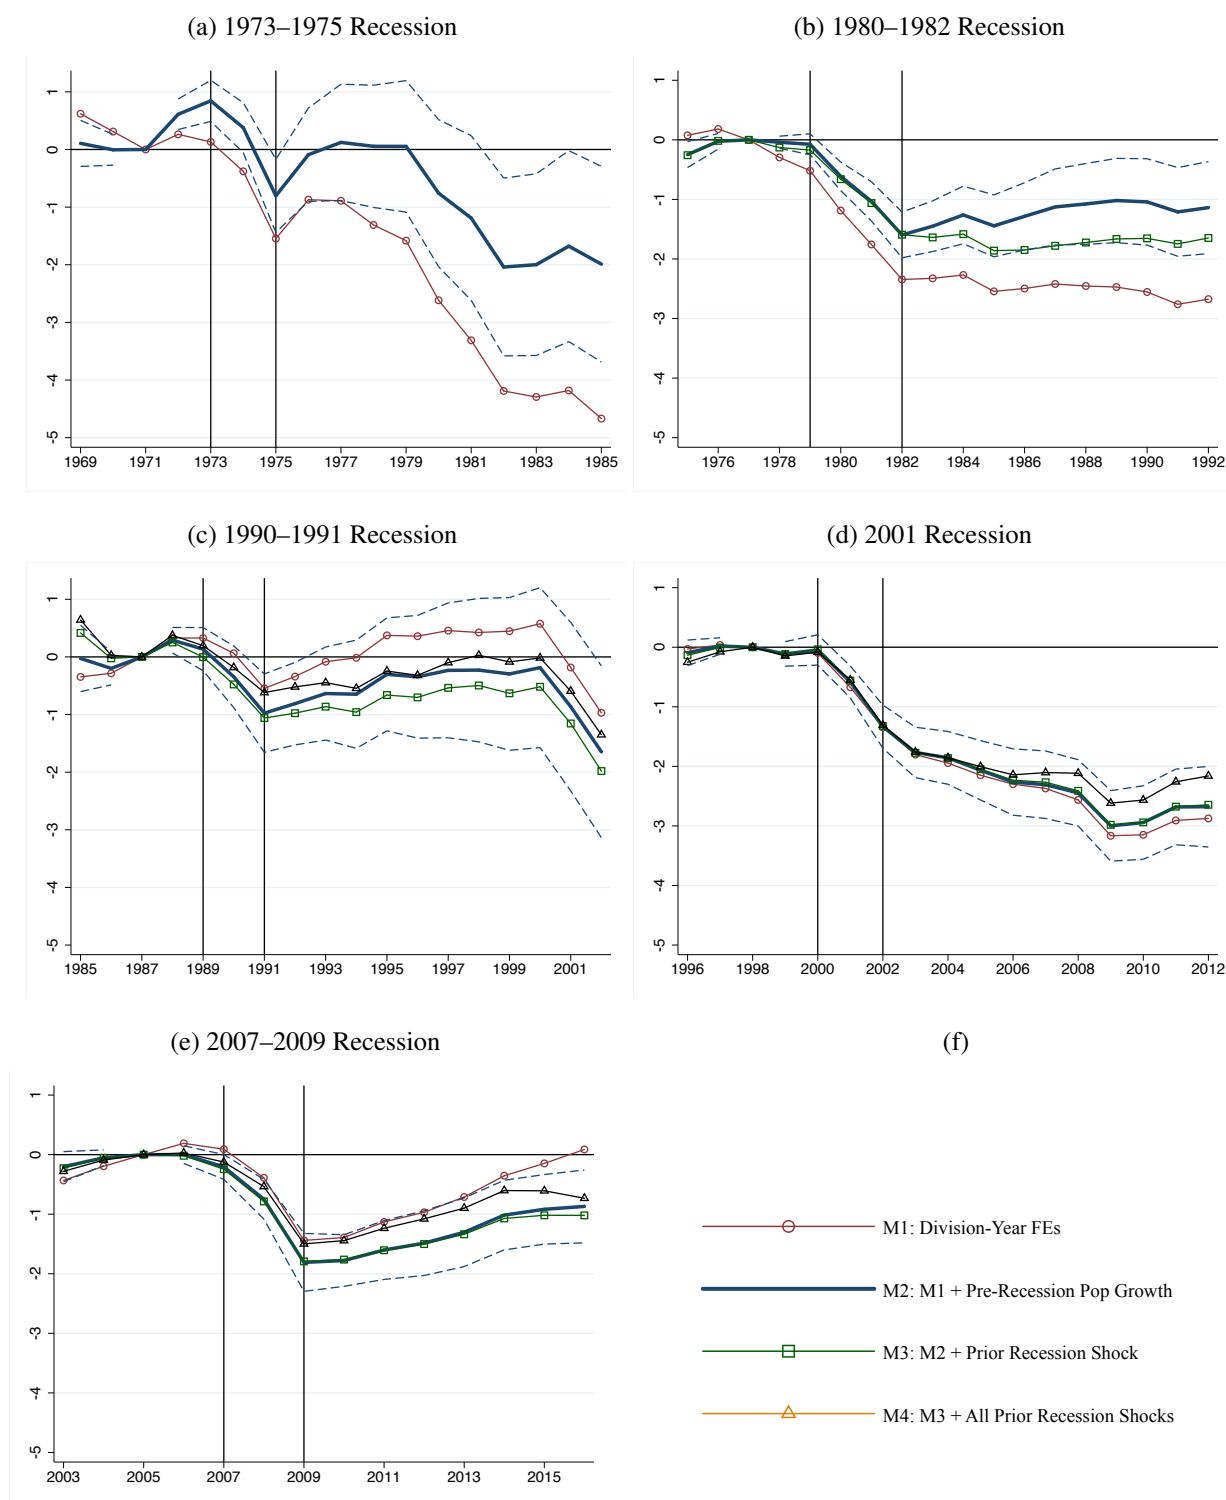 (a) 1973–1975 Recession
1
0
-1
-2
-3
-4
-5
1969 1971 1973 1975 1977 1979 1981 1983 1985
(b) 1980–1982 Recession
1
0
-1
-2
-3
-4
-5
1976 1978 1980 1982 1984 1986 1988 1990 1992
(c) 1990–1991 Recession
1
0
-1
-2
-3
-4
-5
1985 1987 1989 1991 1993 1995 1997 1999 2001
(d) 2001 Recession
1
0
-1
-2
-3
-4
-5
1996 1998 2000 2002 2004 2006 2008 2010 2012
(e) 2007–2009 Recession
1
0
-1
-2
-3
-4
-5
2003 2005 2007 2009 2011 2013 2015
(f)
M1: Division-Year FEs
M2: M1 + Pre-Recession Pop Growth
M3: M2 + Prior Recession Shock
M4: M3 + All Prior Recession Shocks